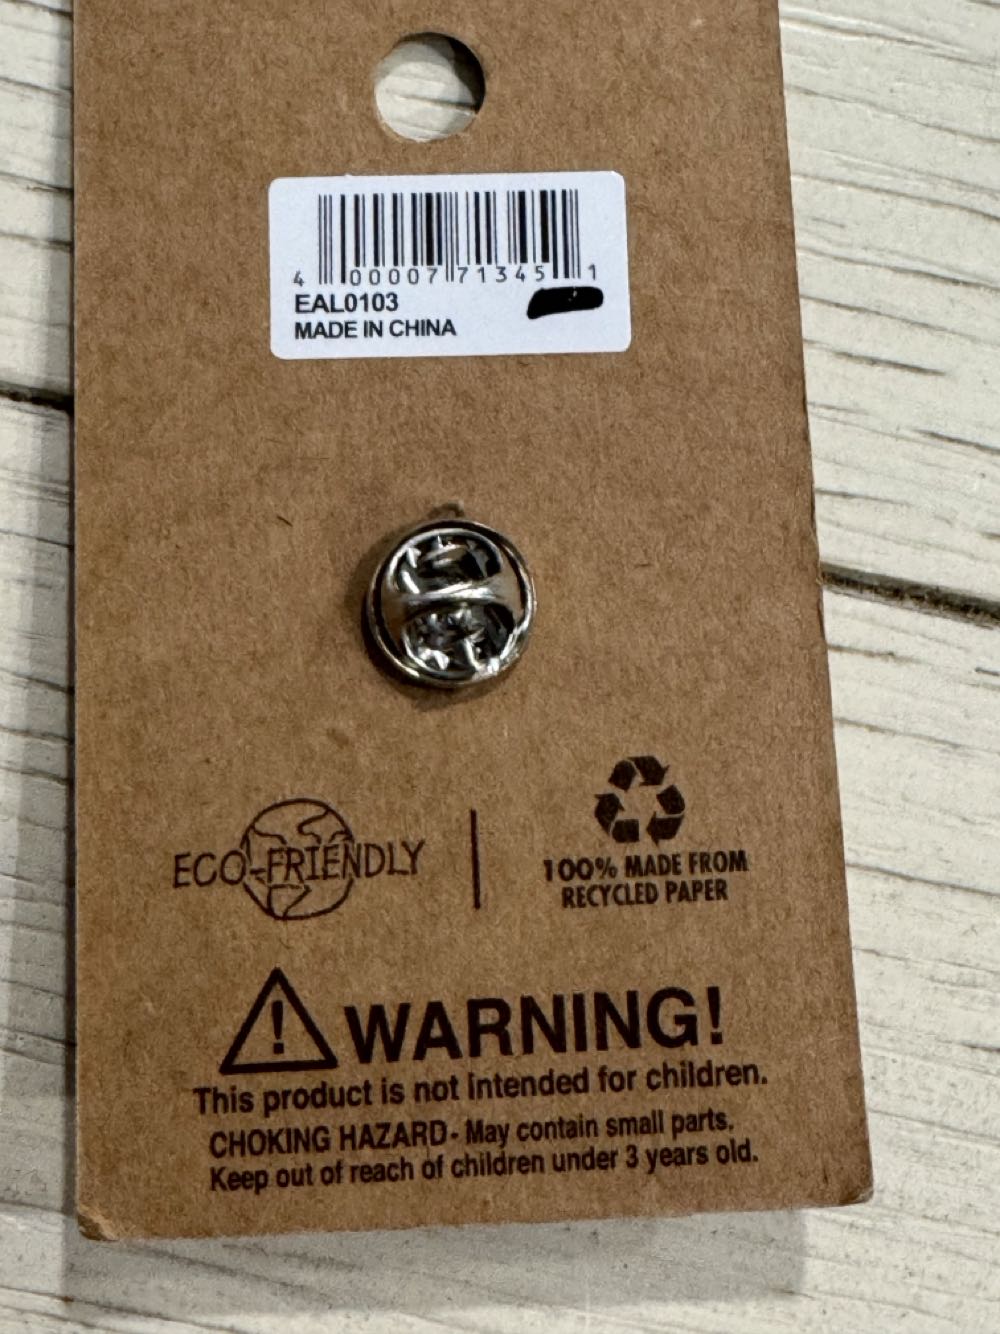 4 000007 71345 1
EAL0103
MADE IN CHINA
ECO-FRIENDLY
100% MADE FROM
RECYCLED PAPER
! WARNING!
This product is not intended for children.
CHOKING HAZARD- May contain small parts.
Keep out of reach of children under 3 years old.